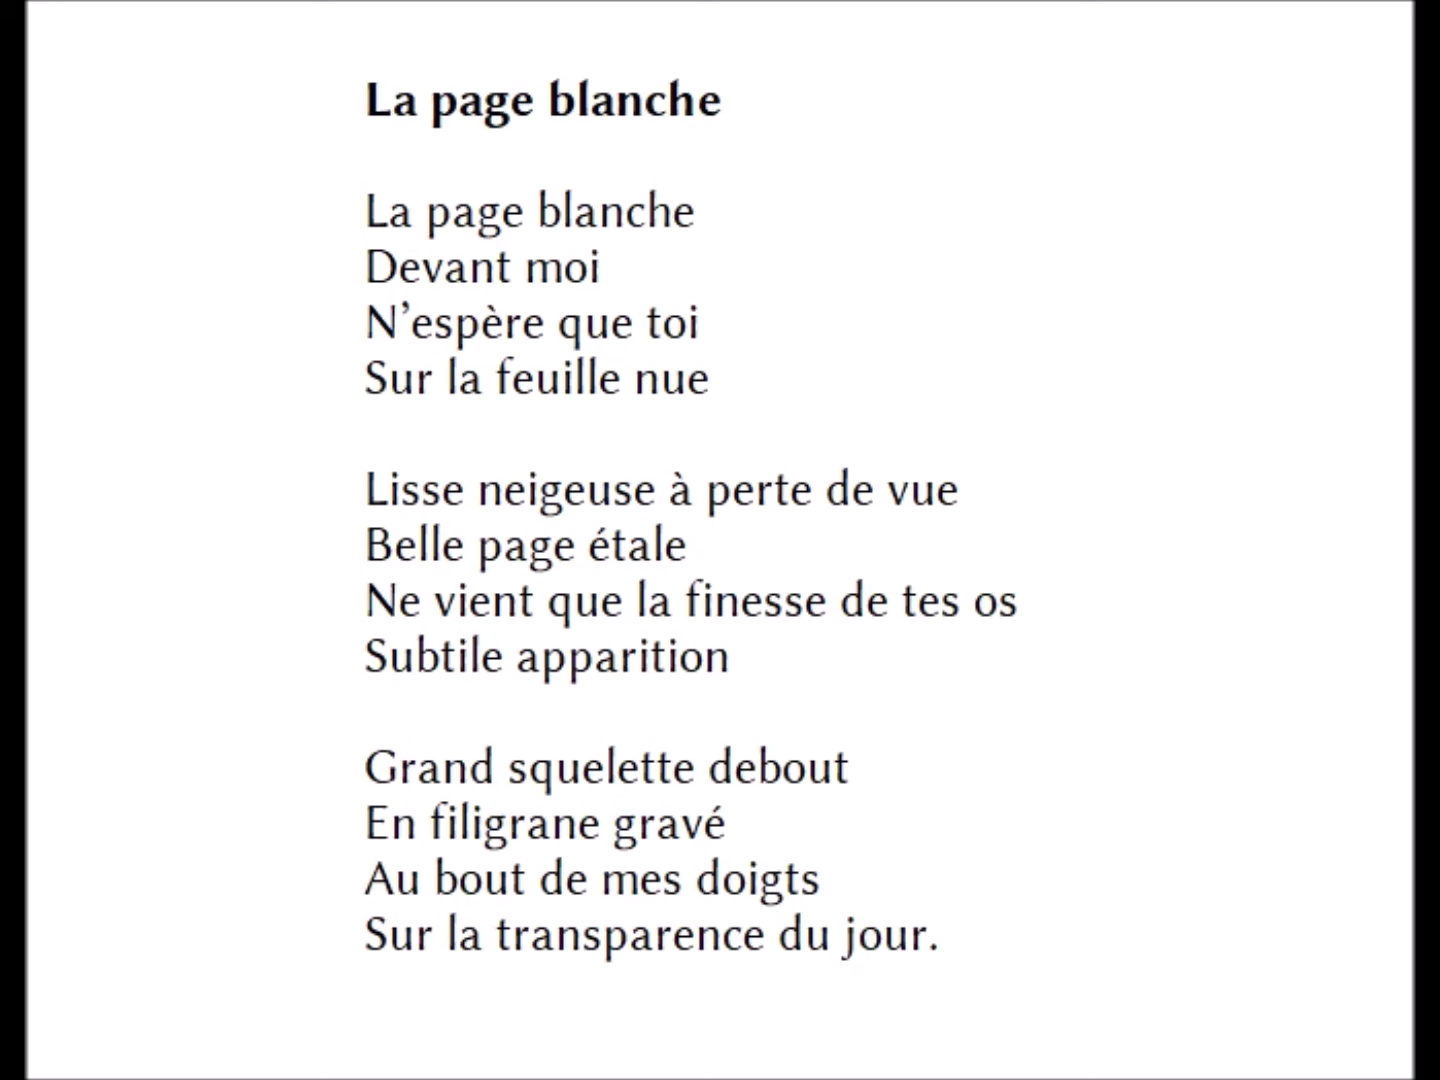 La page blanche
La page blanche
Devant moi
N’espère que toi
Sur la feuille nue
Lisse neigeuse à perte de vue
Belle page étale
Ne vient que la finesse de tes os
Subtile apparition
Grand squelette debout
En filigrane gravé
Au bout de mes doigts
Sur la transparence du jour.